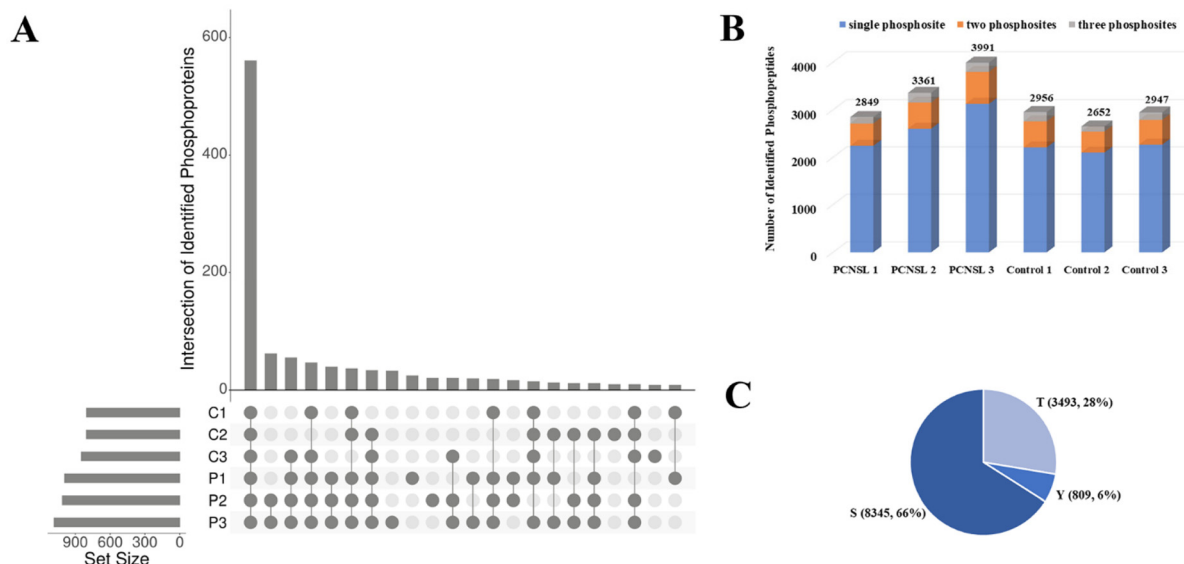 A
Intersection of Identified Phosphoproteins
600
400
200
0
C1
C2
C3
P1
P2
P3
900 600 300 0
Set Size
B
single phosphosite two phosphosites three phosphosites
Number of Identified Phosphopeptides
4000
3000
2000
1000
0
2849
3361
3991
2956
2652
2947
PCNSL 1 PCNSL 2 PCNSL 3 Control 1 Control 2 Control 3
C
T (3493, 28%)
Y (809, 6%)
S (8345, 66%)